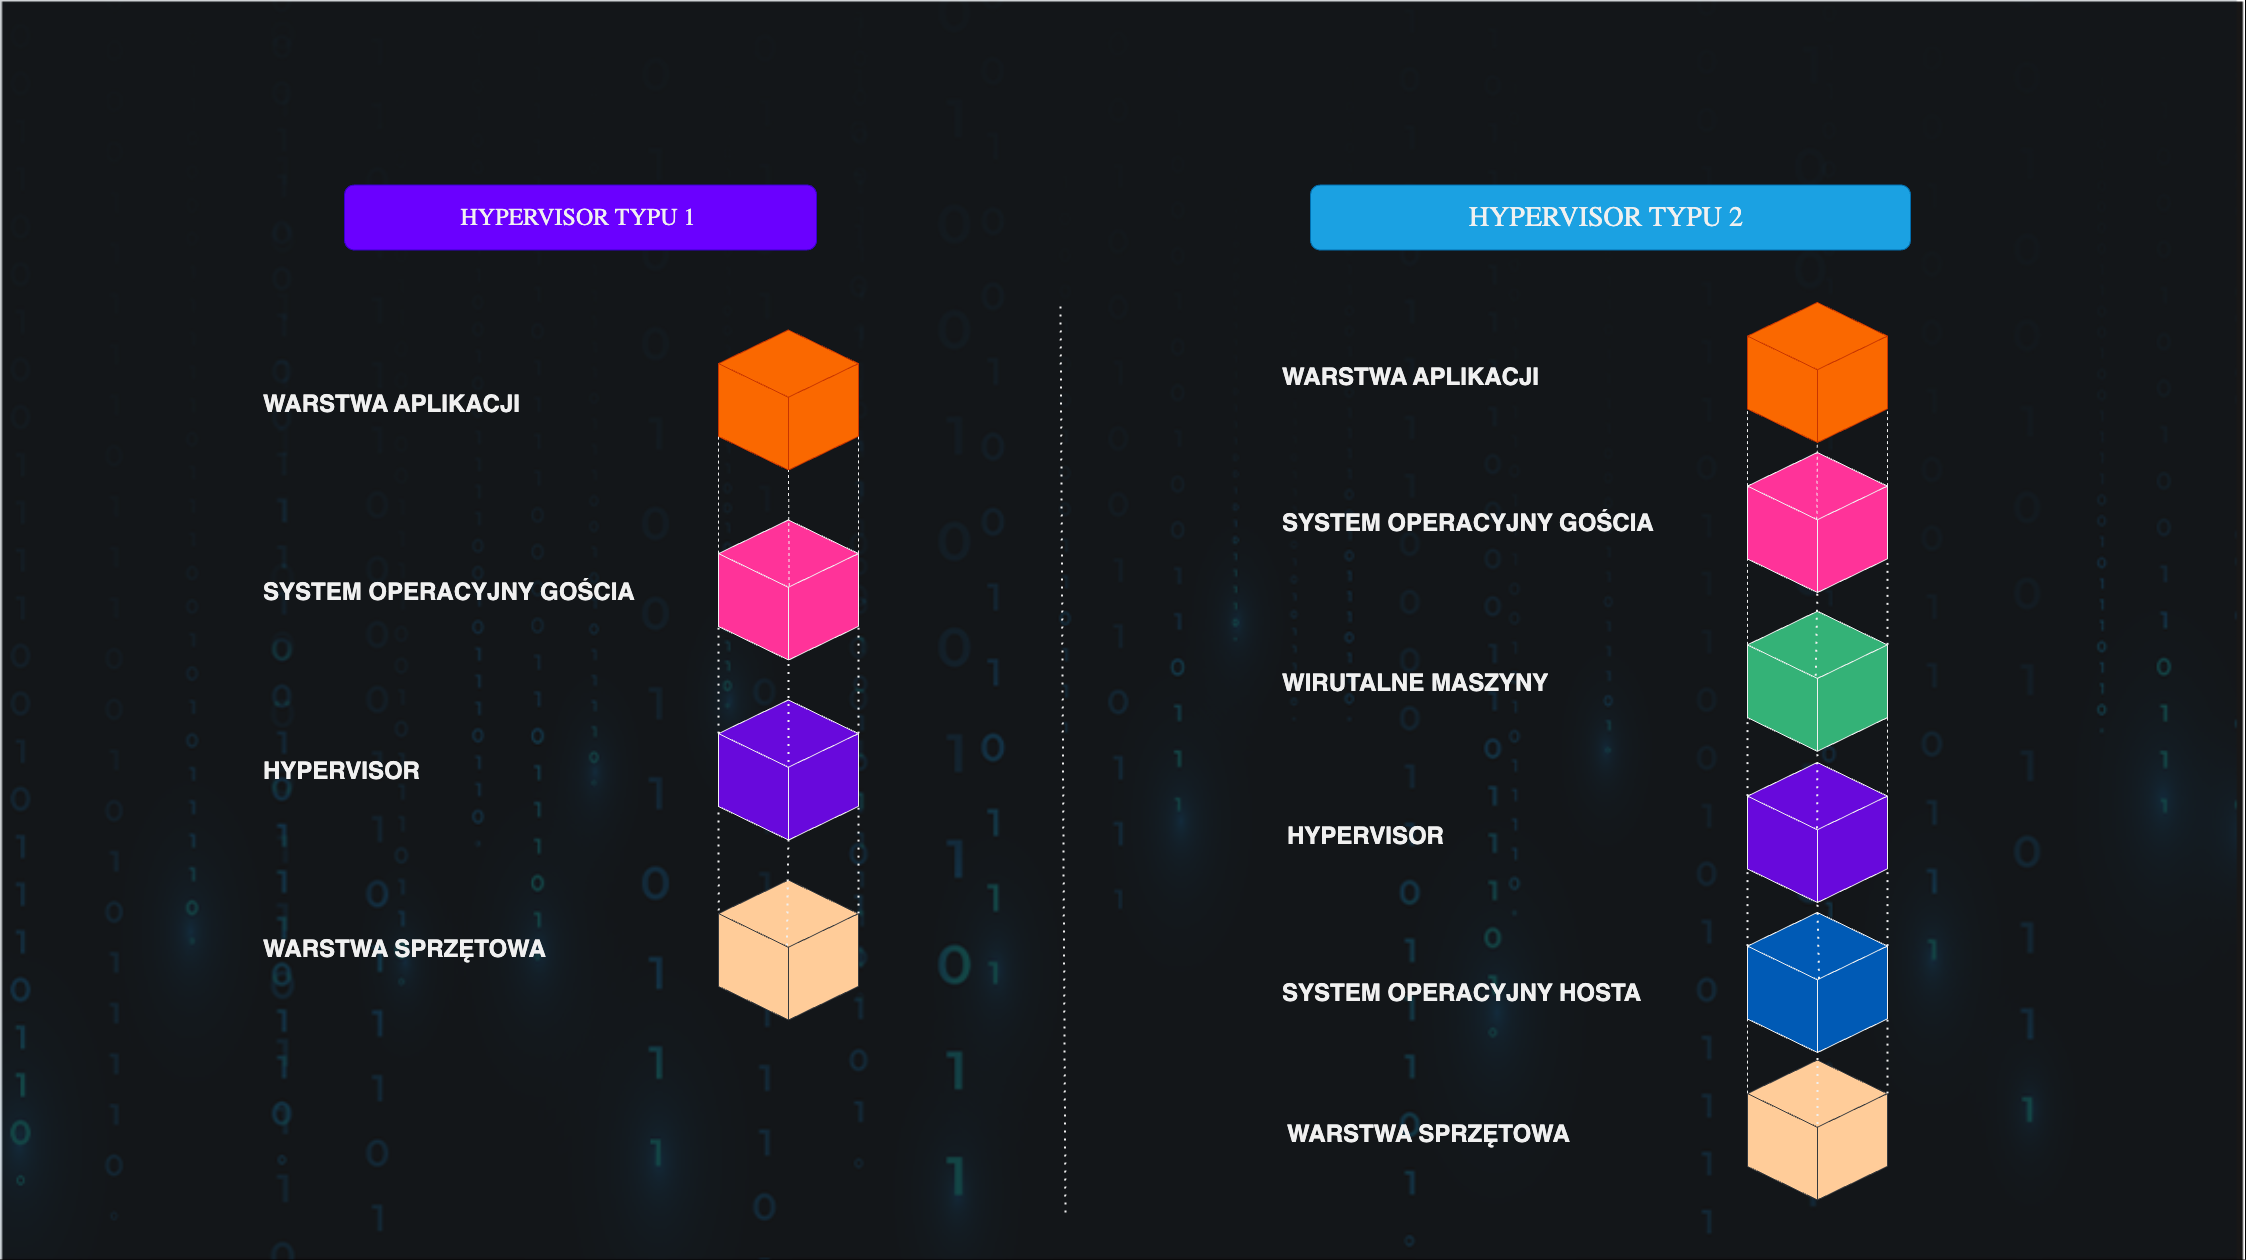 HYPERVISOR TYPU 1
WARSTWA APLIKACJI
SYSTEM OPERACYJNY GOŚCIA
HYPERVISOR
WARSTWA SPRZĘTOWA
HYPERVISOR TYPU 2
WARSTWA APLIKACJI
SYSTEM OPERACYJNY GOŚCIA
WIRUTALNE MASZYNY
HYPERVISOR
SYSTEM OPERACYJNY HOSTA
WARSTWA SPRZĘTOWA